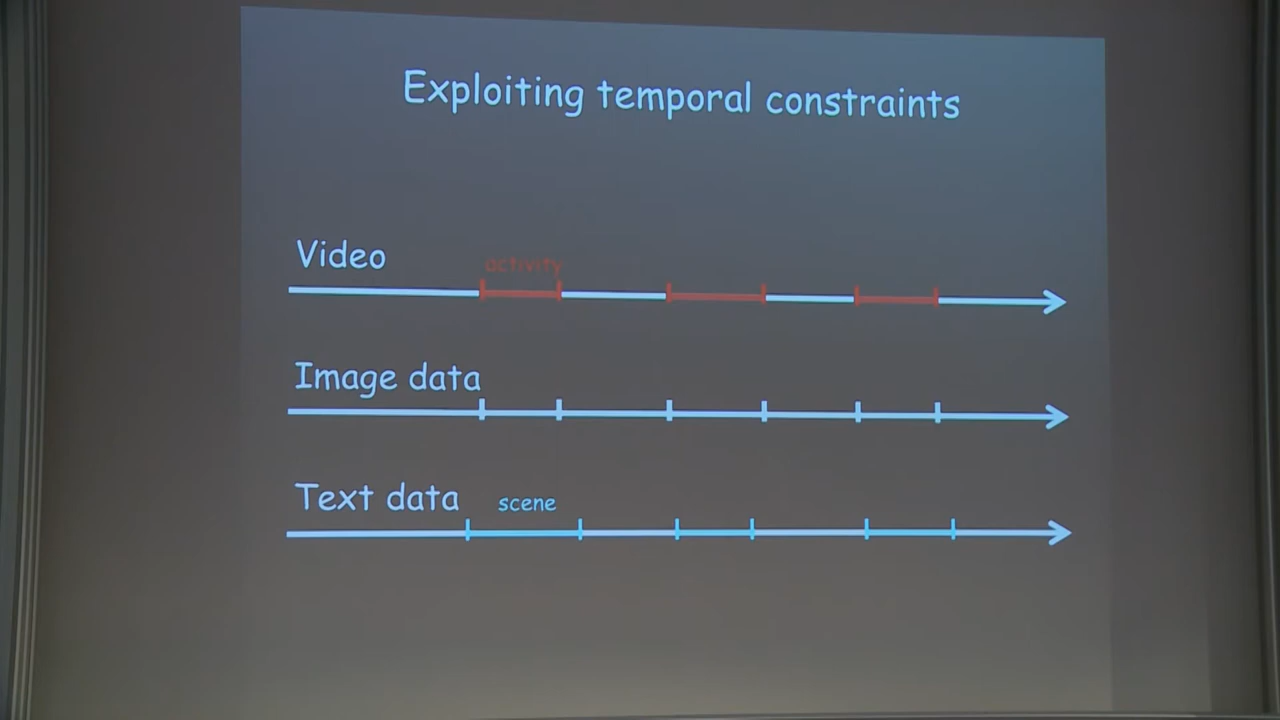 Exploiting temporal constraints
Video
activity
Image data
Text data
scene